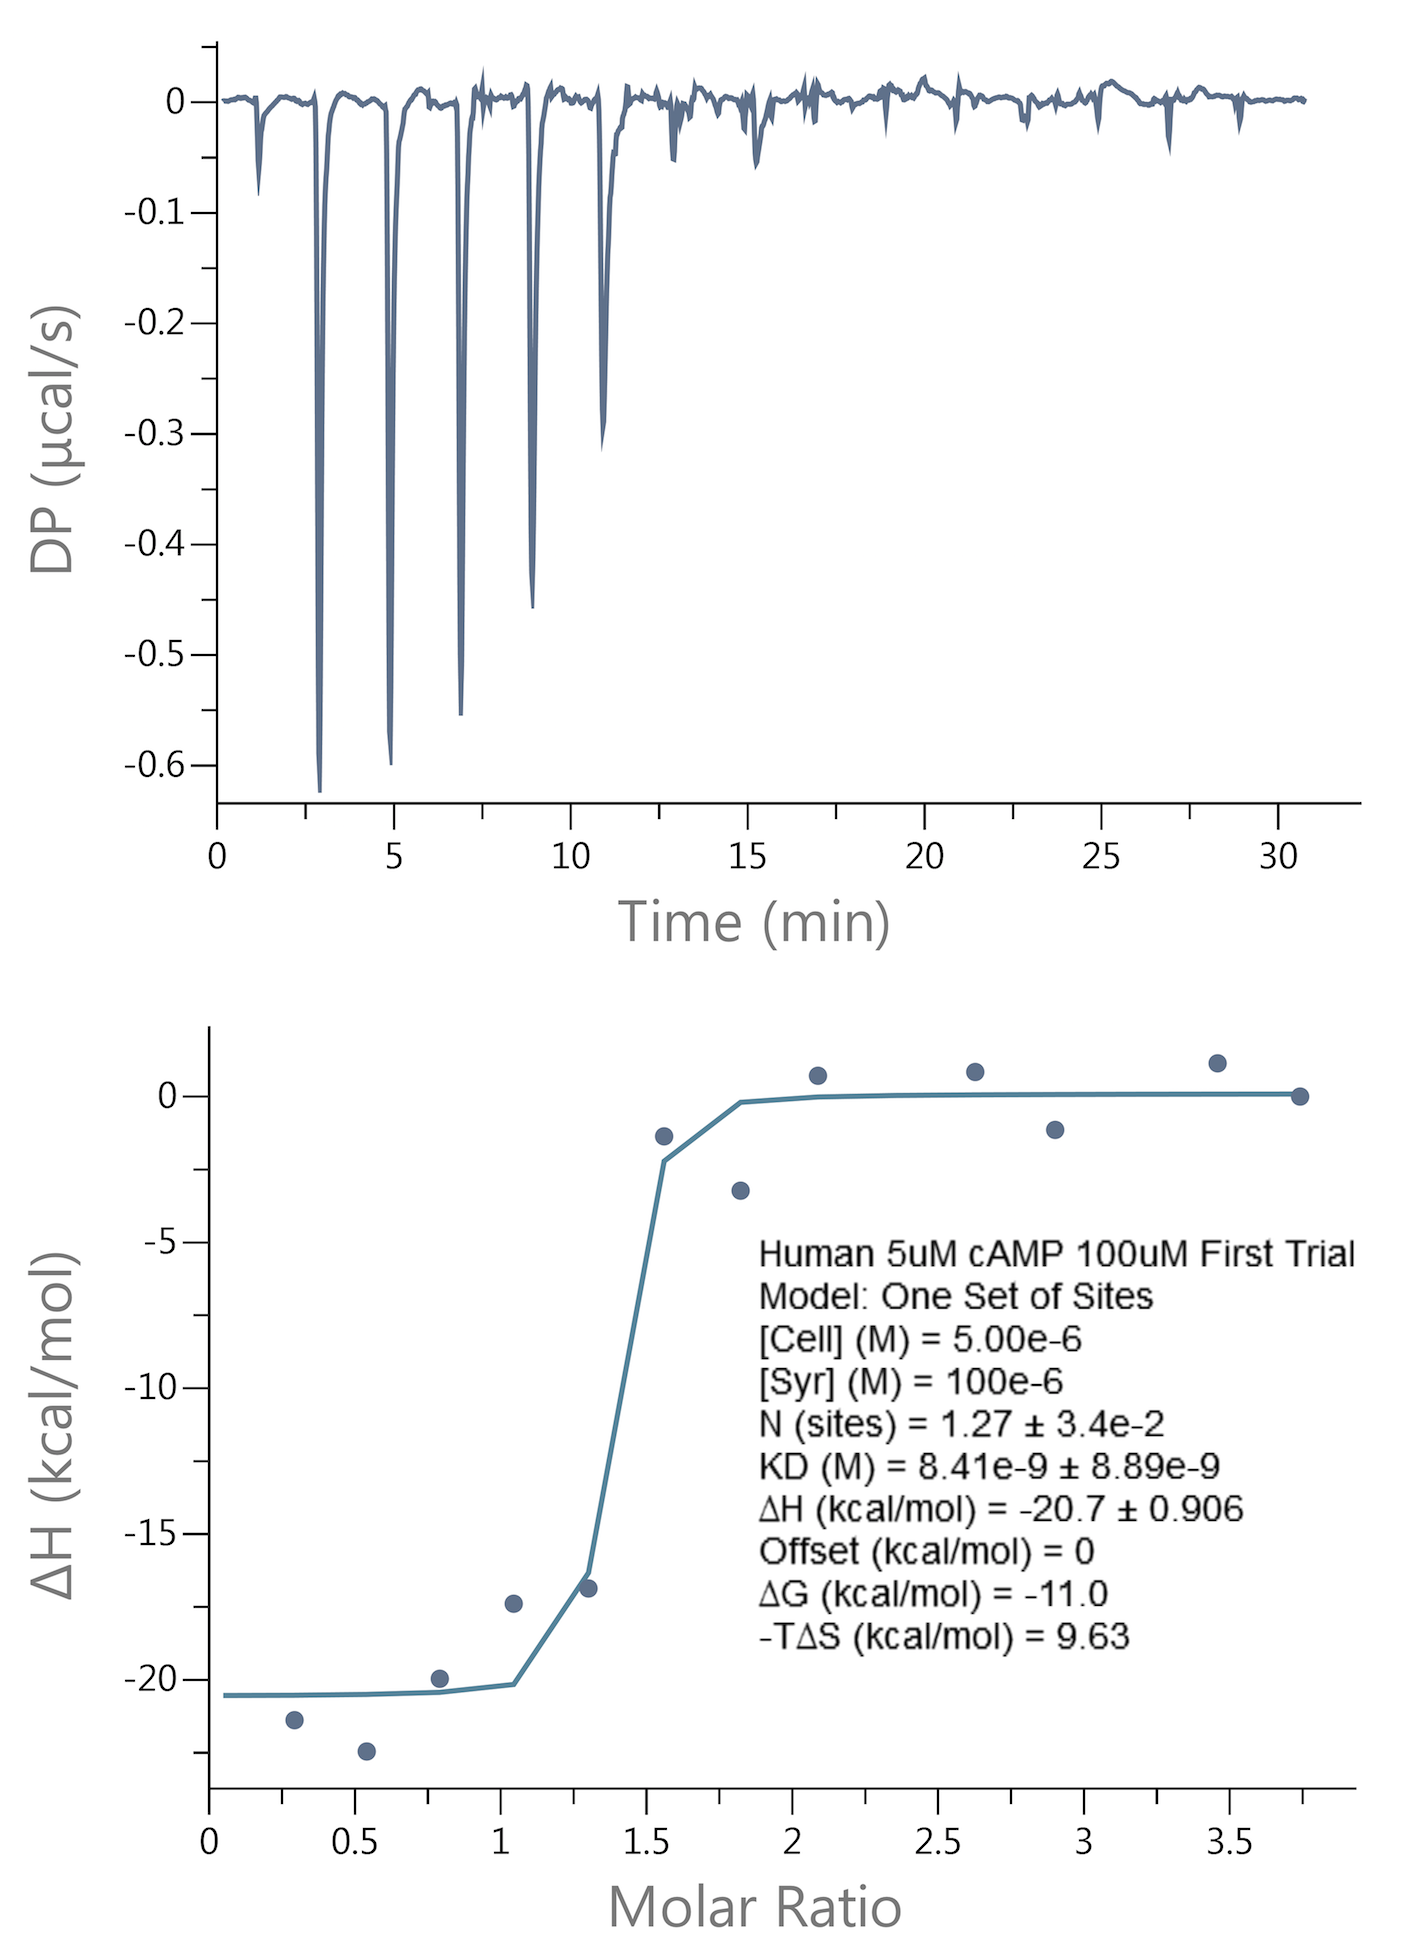 0
-0.1
-0.2
-0.3
-0.4
-0.5
-0.6
DP (µcal/s)
0 5 10 15 20 25 30
Time (min)
0
-5
-10
-15
-20
ΔH (kcal/mol)
Human 5uM cAMP 100uM First Trial
Model: One Set of Sites
[Cell] (M) = 5.00e-6
[Syr] (M) = 100e-6
N (sites) = 1.27 ± 3.4e-2
KD (M) = 8.41e-9 ± 8.89e-9
ΔH (kcal/mol) = -20.7 ± 0.906
Offset (kcal/mol) = 0
ΔG (kcal/mol) = -11.0
-TΔS (kcal/mol) = 9.63
0 0.5 1 1.5 2 2.5 3 3.5
Molar Ratio